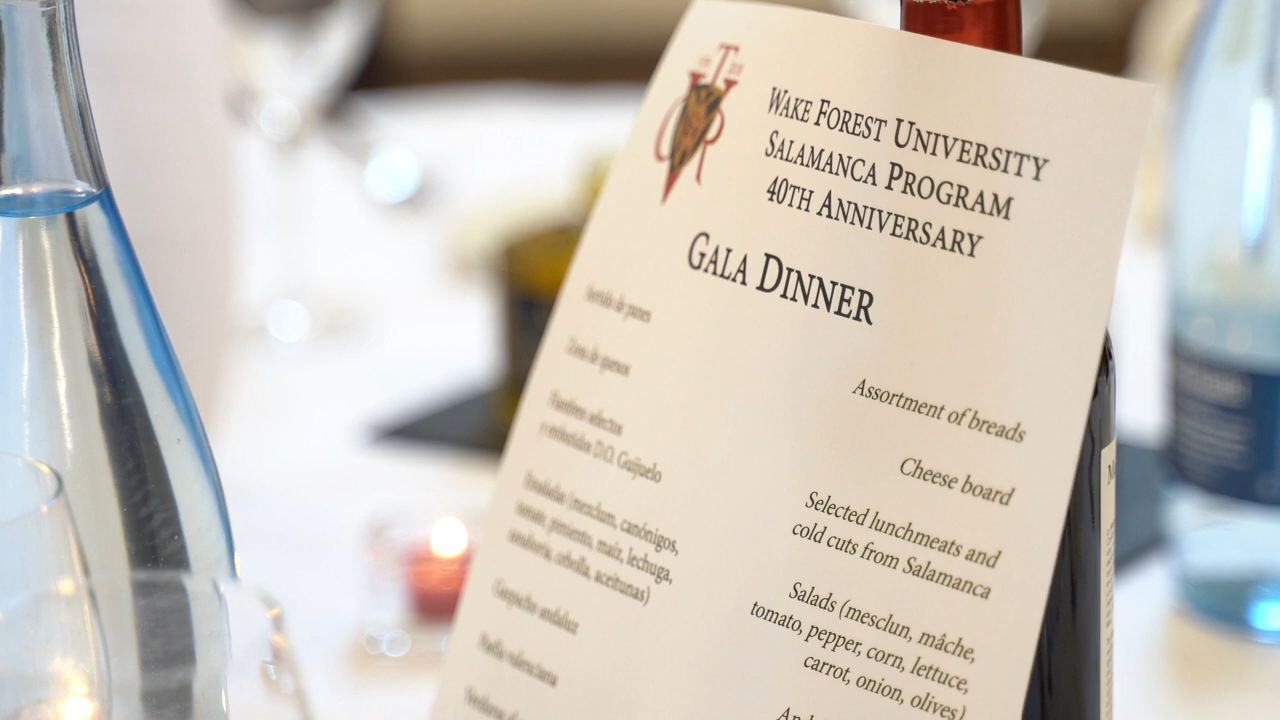 WAKE FOREST UNIVERSITY
SALAMANCA PROGRAM
40TH ANNIVERSARY
GALA DINNER
Surtido de panes
Zona de quesos
Fiambres selectos
y embutidos D.O. Guijuelo
Ensaladas (mezclum, canónigos,
tomate, pimiento, maíz, lechuga,
zanahoria, cebolla, aceitunas)
Gazpacho andaluz
Paella valenciana
Assortment of breads
Cheese board
Selected lunchmeats and
cold cuts from Salamanca
Salads (mesclun, mâche,
tomato, pepper, corn, lettuce,
carrot, onion, olives)